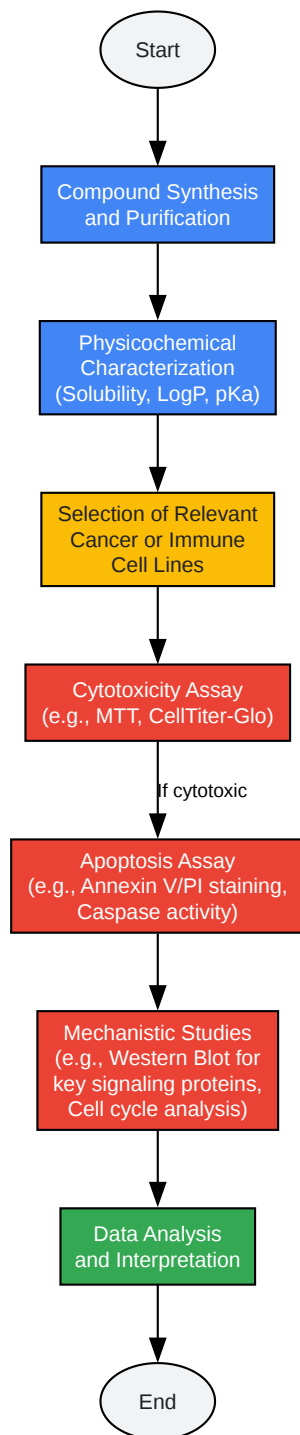 Start
Compound Synthesis
and Purification
Physicochemical
Characterization
(Solubility, LogP, pKa)
Selection of Relevant
Cancer or Immune
Cell Lines
Cytotoxicity Assay
(e.g., MTT, CellTiter-Glo)
If cytotoxic
Apoptosis Assay
(e.g., Annexin V/PI staining,
Caspase activity)
Mechanistic Studies
(e.g., Western Blot for
key signaling proteins,
Cell cycle analysis)
Data Analysis
and Interpretation
End